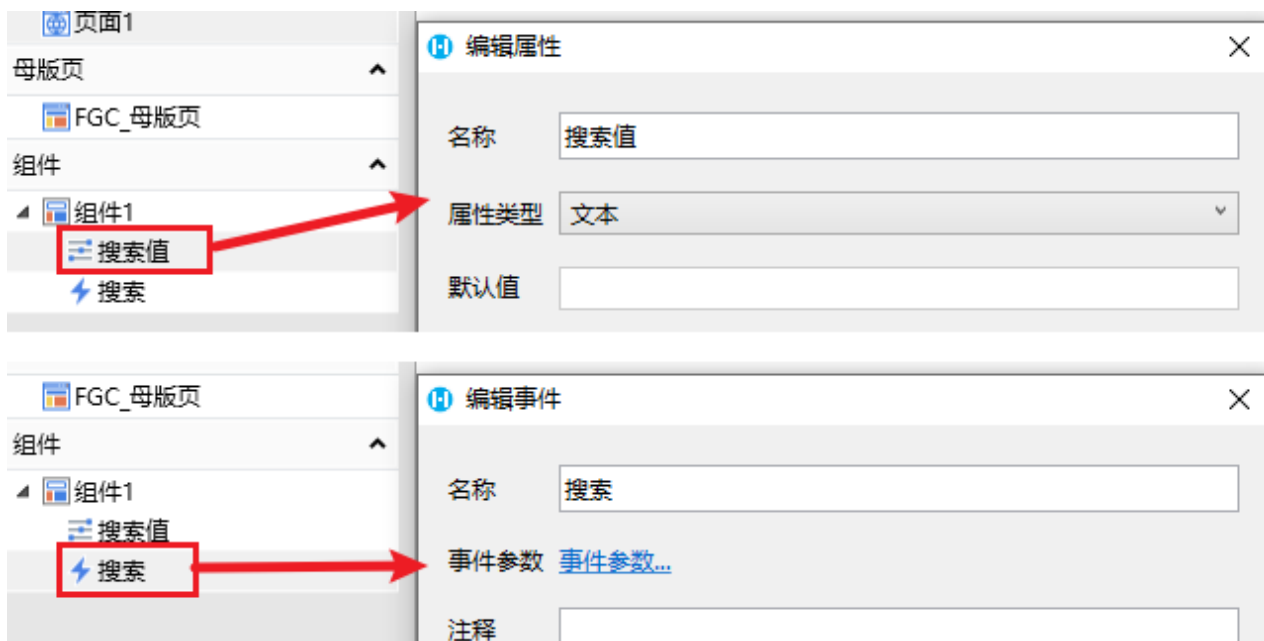 页面1
母版页
FGC_母版页
组件
组件1
搜索值
搜索
编辑属性
名称 搜索值
属性类型 文本
默认值
FGC_母版页
组件
组件1
搜索值
搜索
编辑事件
名称 搜索
事件参数 事件参数...
注释